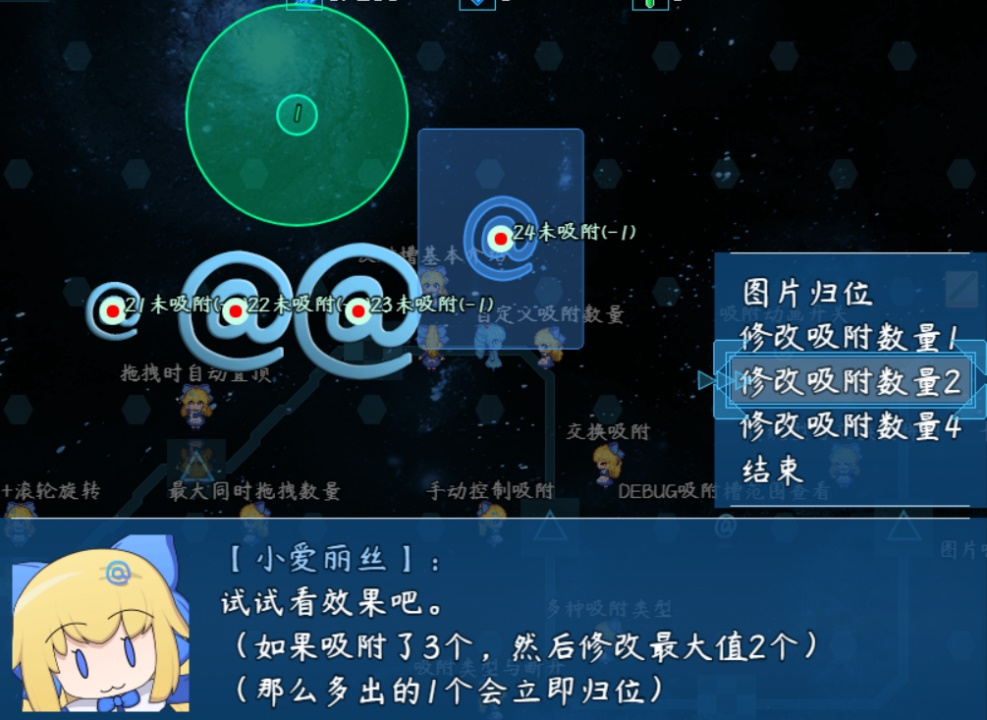 1
24未吸附(-1)
21未吸附(-
22未吸附(-
23未吸附(-1)
自定义吸附数量
吸附动画开关
拖拽时自动置顶
图片归位
修改吸附数量1
修改吸附数量2
修改吸附数量4
结束
交换吸附
+滚轮旋转
最大同时拖拽数量
手动控制吸附
DEBUG吸附槽范围查看
【小爱丽丝】：
试试看效果吧。
（如果吸附了3个，然后修改最大值2个）
（那么多出的1个会立即归位）
多种吸附类型
吸附类型与断开